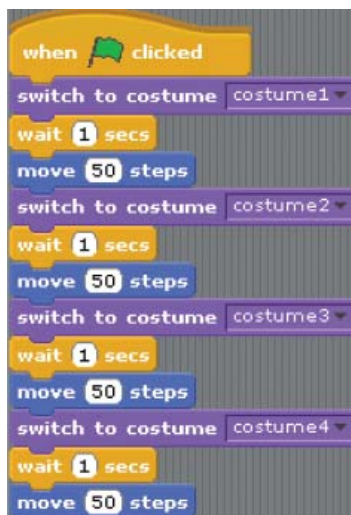 when clicked
switch to costume costume1
wait 1 secs
move 50 steps
switch to costume costume2
wait 1 secs
move 50 steps
switch to costume costume3
wait 1 secs
move 50 steps
switch to costume costume4
wait 1 secs
move 50 steps